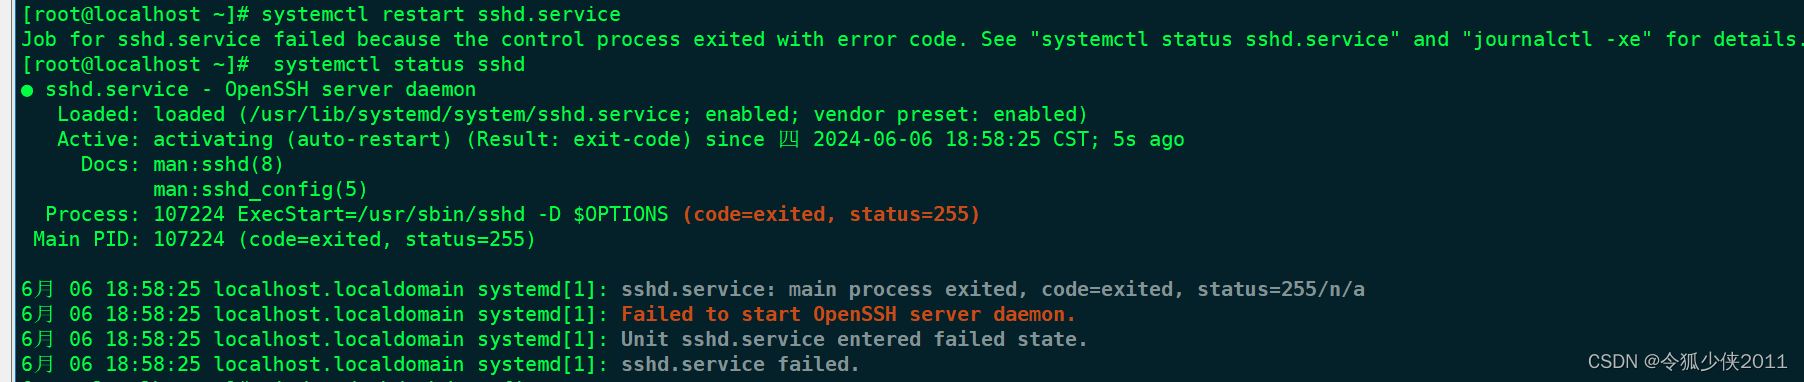 [root@localhost ~]# systemctl restart sshd.service
Job for sshd.service failed because the control process exited with error code. See "systemctl status sshd.service" and "journalctl -xe" for details.
[root@localhost ~]#  systemctl status sshd
● sshd.service - OpenSSH server daemon
   Loaded: loaded (/usr/lib/systemd/system/sshd.service; enabled; vendor preset: enabled)
   Active: activating (auto-restart) (Result: exit-code) since 四 2024-06-06 18:58:25 CST; 5s ago
     Docs: man:sshd(8)
           man:sshd_config(5)
  Process: 107224 ExecStart=/usr/sbin/sshd -D $OPTIONS (code=exited, status=255)
 Main PID: 107224 (code=exited, status=255)
6月 06 18:58:25 localhost.localdomain systemd[1]: sshd.service: main process exited, code=exited, status=255/n/a
6月 06 18:58:25 localhost.localdomain systemd[1]: Failed to start OpenSSH server daemon.
6月 06 18:58:25 localhost.localdomain systemd[1]: Unit sshd.service entered failed state.
6月 06 18:58:25 localhost.localdomain systemd[1]: sshd.service failed.
CSDN @令狐少侠2011